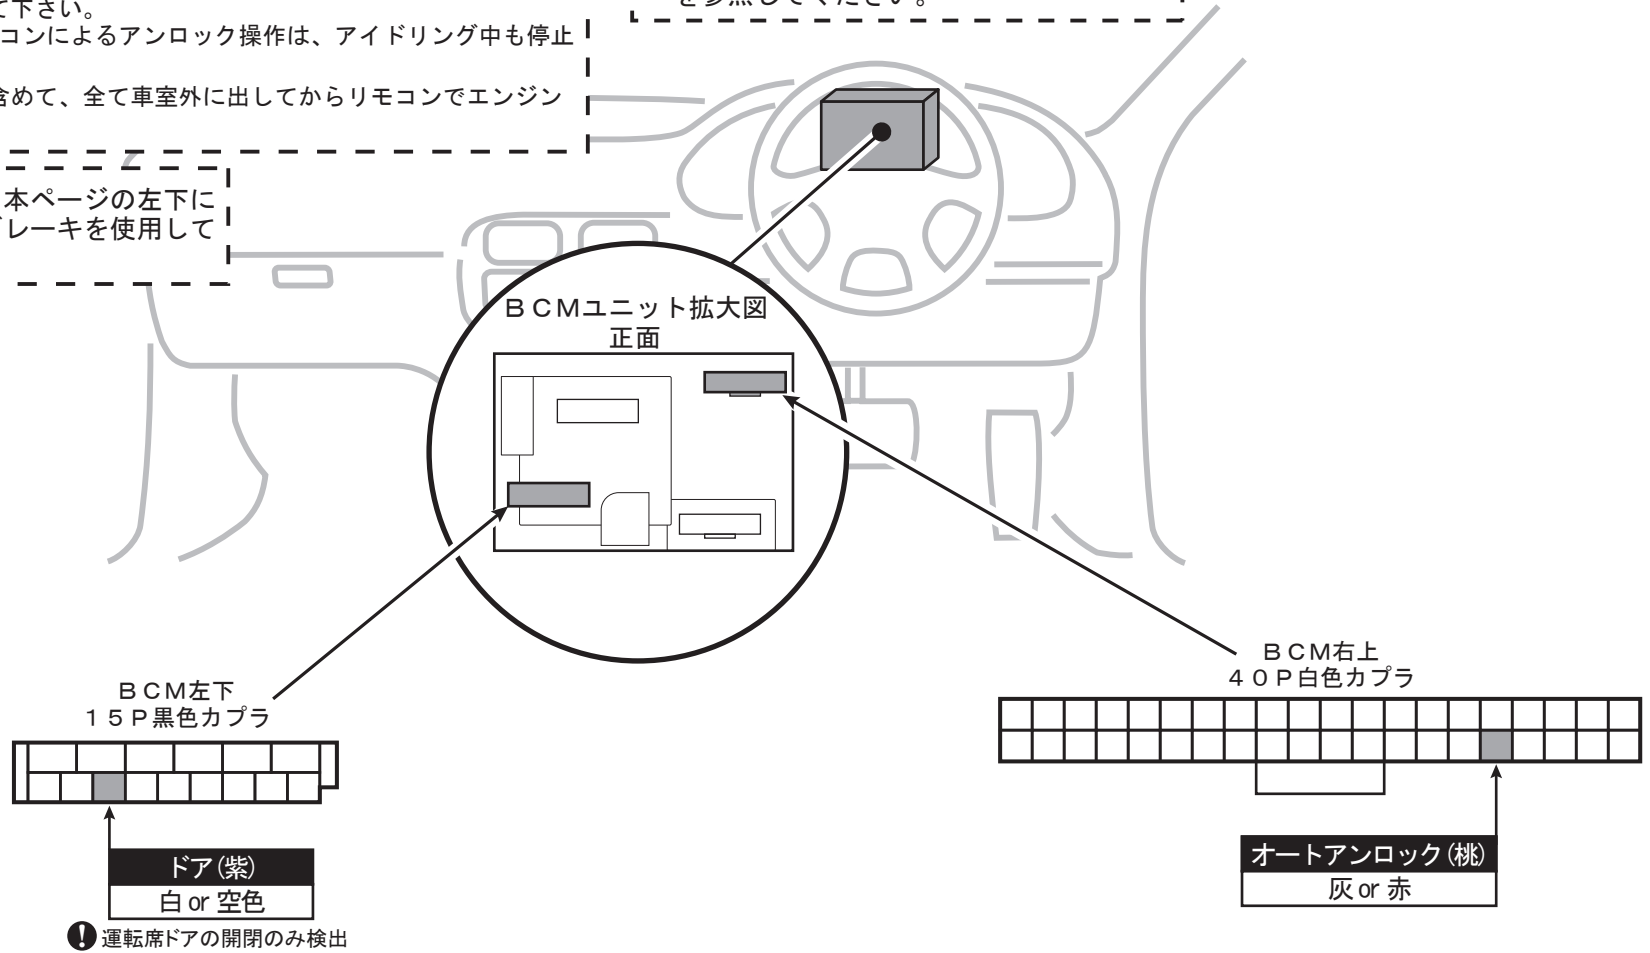 て下さい。
コンによるアンロック操作は、アイドリング中も停止
含めて、全て車室外に出してからリモコンでエンジン
を参照してください。
本ページの左下に
ブレーキを使用して
ＢＣＭユニット拡大図
正面
ＢＣＭ左下
１５Ｐ黒色カプラ
ドア(紫)
白 or 空色
! 運転席ドアの開閉のみ検出
ＢＣＭ右上
４０Ｐ白色カプラ
オートアンロック(桃)
灰 or 赤